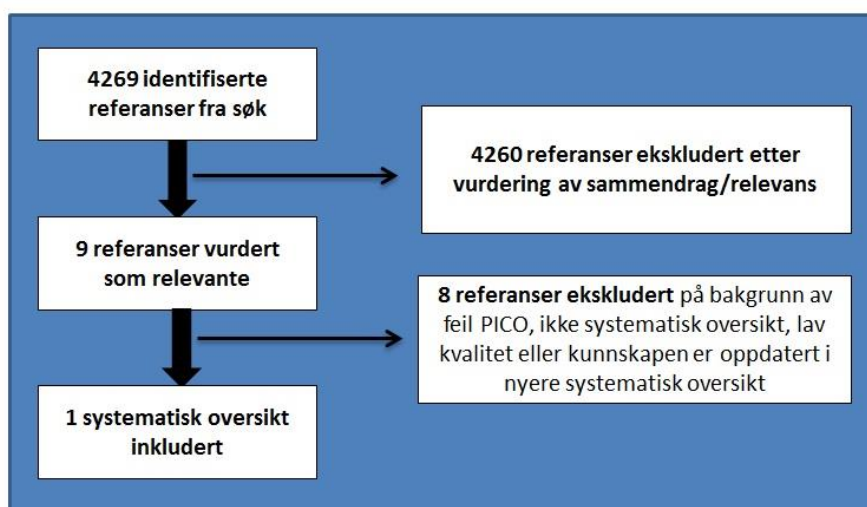 4269 identifiserte
referanser fra søk
4260 referanser ekskludert etter
vurdering av sammendrag/relevans
9 referanser vurdert
som relevante
8 referanser ekskludert på bakgrunn av
feil PICO, ikke systematisk oversikt, lav
kvalitet eller kunnskapen er oppdatert i
nyere systematisk oversikt
1 systematisk oversikt
inkludert